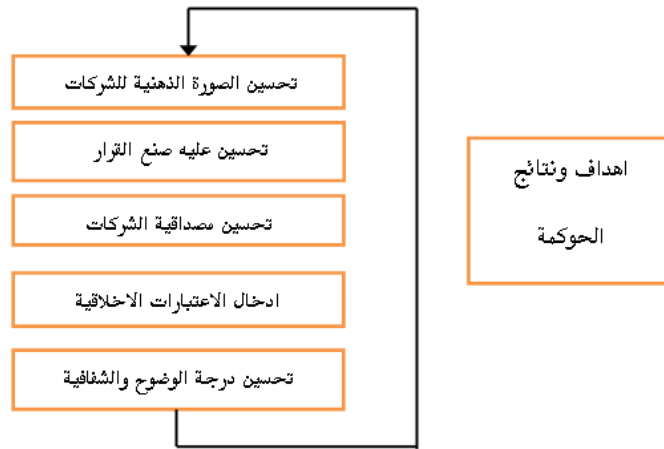 تحسين الصورة الذهنية للشركات
تحسين عليه صنع القرار
تحسين مصداقية الشركات
ادخال الاعتبارات الاخلاقية
تحسين درجة الوضوح والشفافية
اهداف ونتائج
الحوكمة